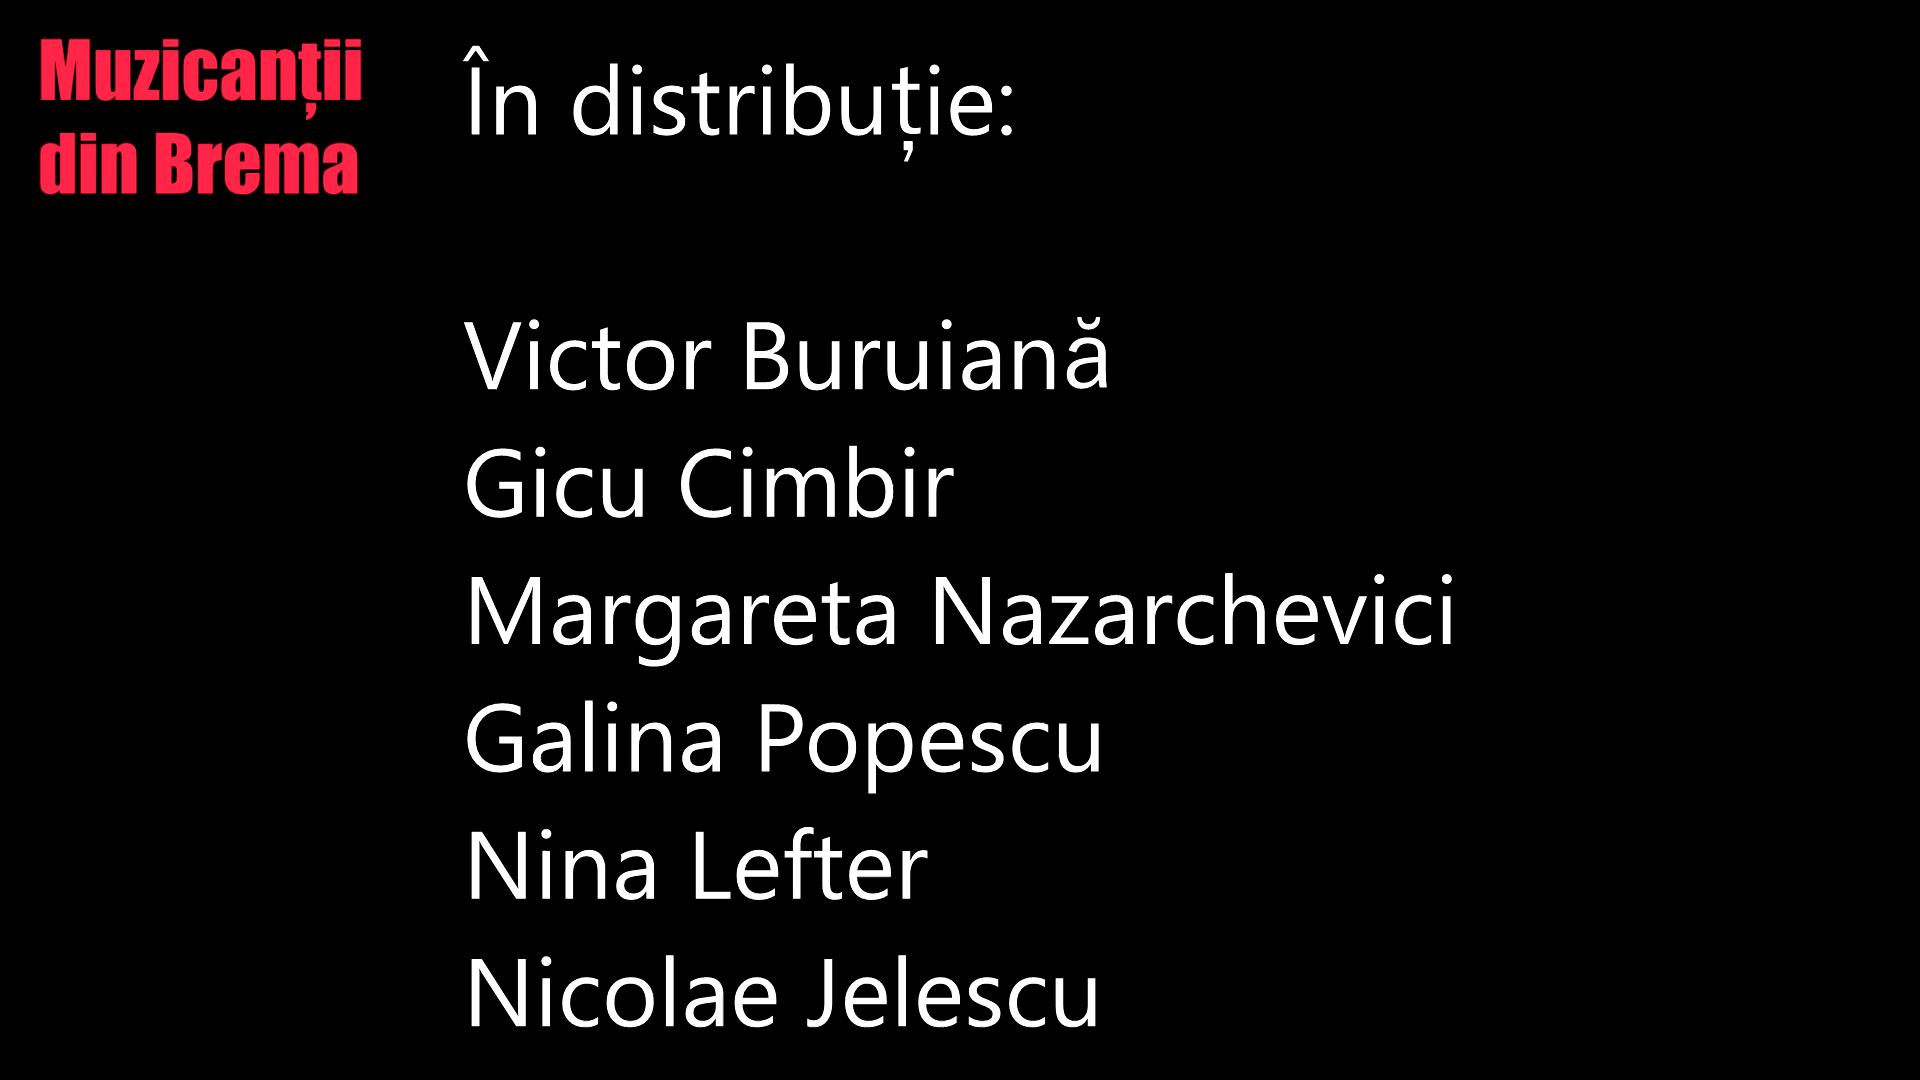 Muzicanții
din Brema
În distribuție:
Victor Buruiană
Gicu Cimbir
Margareta Nazarchevici
Galina Popescu
Nina Lefter
Nicolae Jelescu